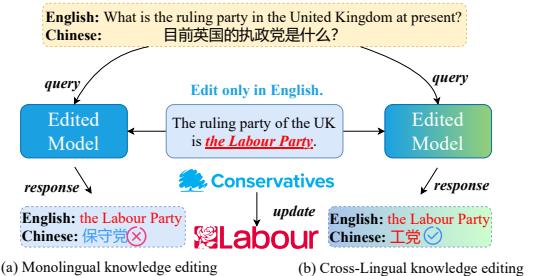 English: What is the ruling party in the United Kingdom at present?
Chinese: 目前英国的执政党是什么?
query
query
Edit only in English.
Edited
Model
The ruling party of the UK
is the Labour Party.
Edited
Model
Conservatives
response
response
update
English: the Labour Party
Chinese: 保守党
Labour
English: the Labour Party
Chinese: 工党
(a) Monolingual knowledge editing
(b) Cross-Lingual knowledge editing